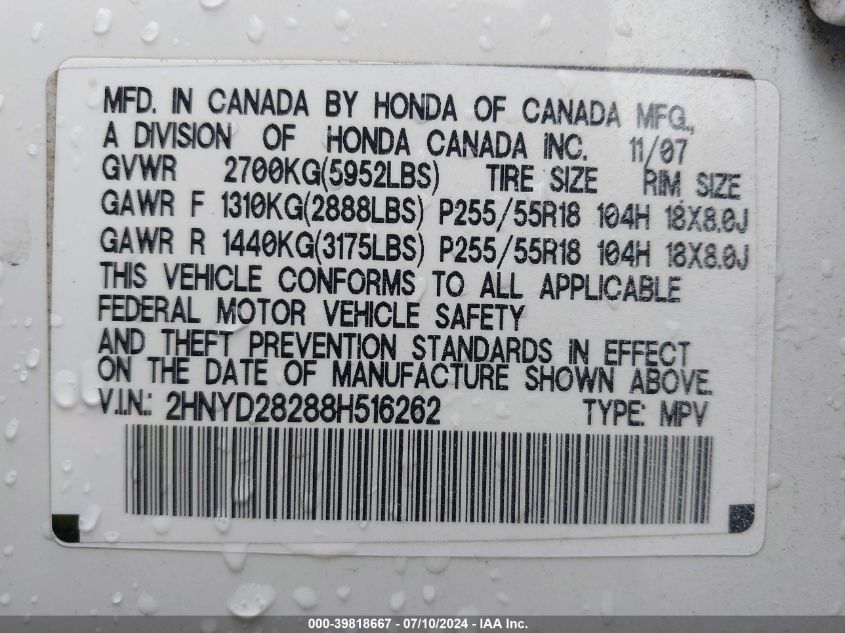 MFD. IN CANADA BY HONDA OF CANADA MFG.,
A DIVISION OF HONDA CANADA INC. 11/07
GVWR 2700KG(5952LBS) TIRE SIZE RIM SIZE
GAWR F 1310KG(2888LBS) P255/55R18 104H 18X8.0J
GAWR R 1440KG(3175LBS) P255/55R18 104H 18X8.0J
THIS VEHICLE CONFORMS TO ALL APPLICABLE
FEDERAL MOTOR VEHICLE SAFETY
AND THEFT PREVENTION STANDARDS IN EFFECT
ON THE DATE OF MANUFACTURE SHOWN ABOVE.
V.I.N.: 2HNYD28288H516262 TYPE: MPV
000-39818667 - 07/10/2024 - IAA Inc.